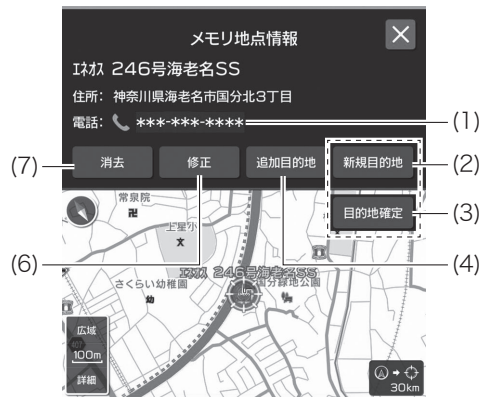 メモリ地点情報
エネオス 246号海老名SS
住所: 神奈川県海老名市国分北3丁目
電話: ***-***-****
(1)
(7)
消去
修正
追加目的地
新規目的地
(2)
目的地確定
(3)
常泉院
上星小
文
(6)
(4)
エネオス 246号海老名SS
さくらい幼稚園
国分緑地公園
幼
広域
100m
詳細
30km